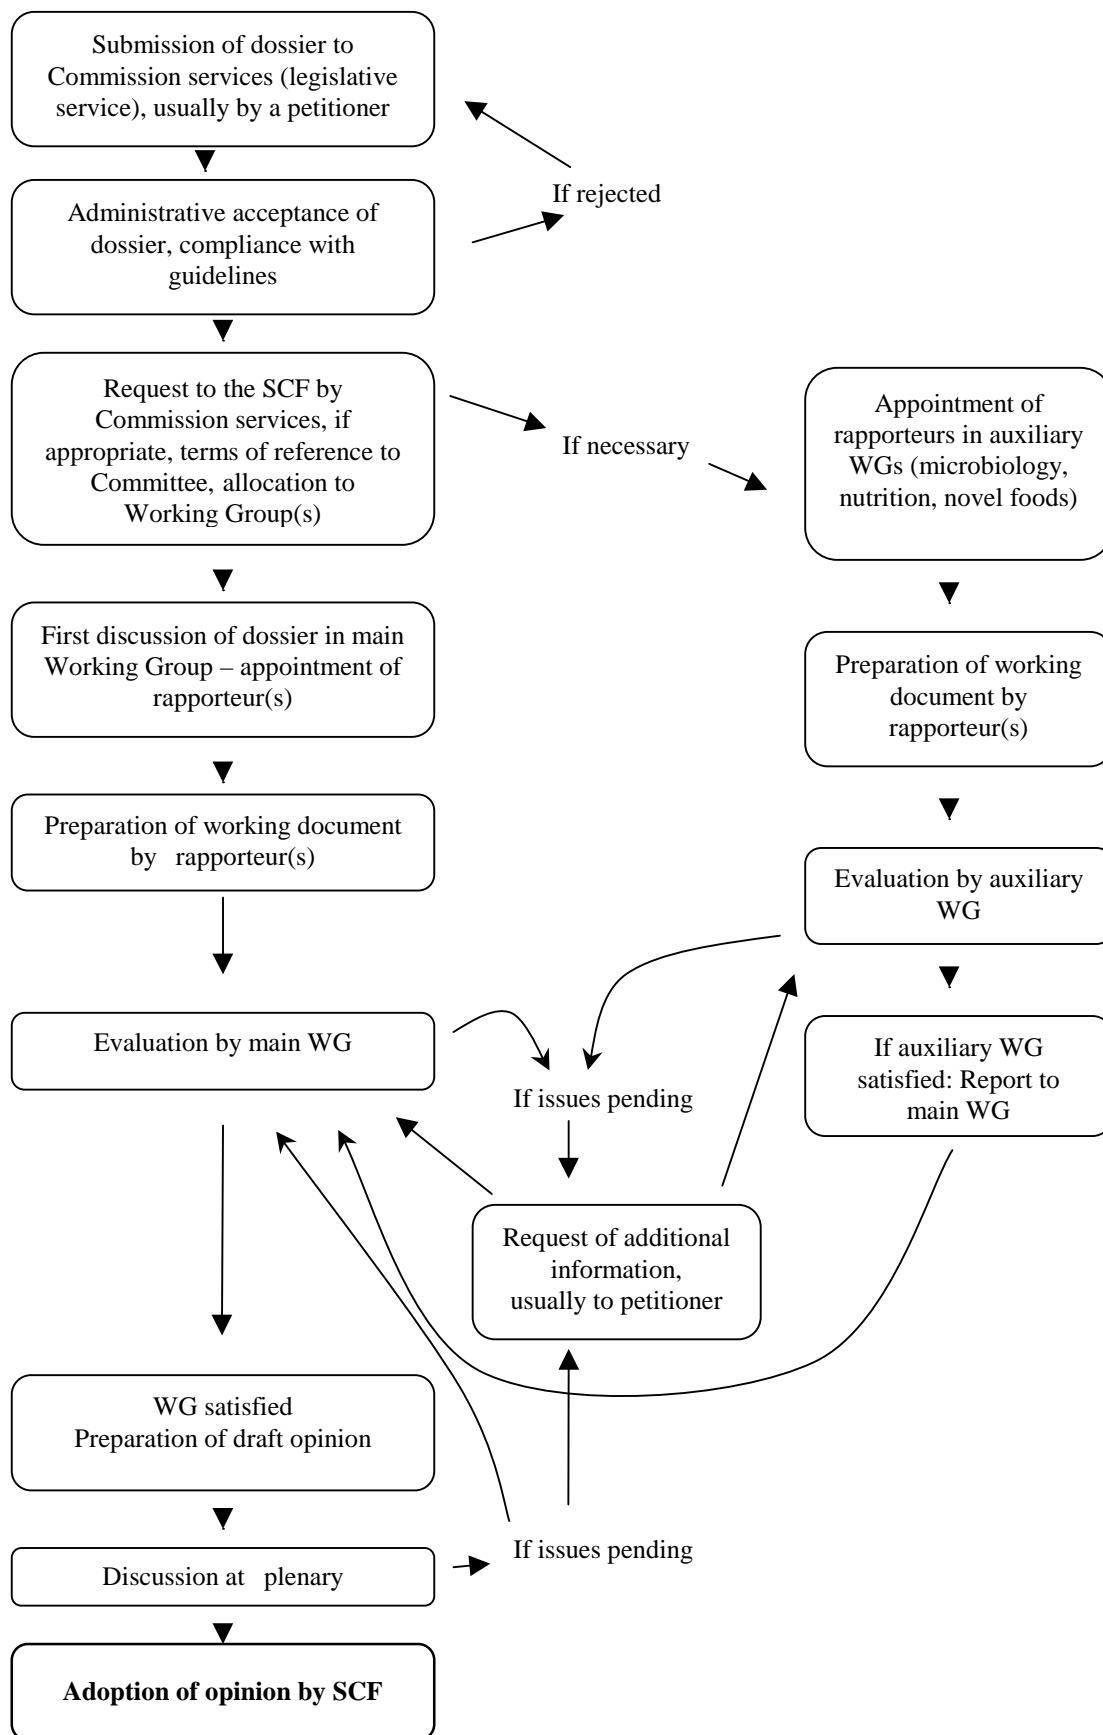 Submission of dossier to
Commission services (legislative
service), usually by a petitioner
If rejected
Administrative acceptance of
dossier, compliance with
guidelines
Request to the SCF by
Commission services, if
appropriate, terms of reference to
Committee, allocation to
Working Group(s)
If necessary
Appointment of
rapporteurs in auxiliary
WGs (microbiology,
nutrition, novel foods)
First discussion of dossier in main
Working Group – appointment of
rapporteur(s)
Preparation of working
document by
rapporteur(s)
Preparation of working document
by rapporteur(s)
Evaluation by auxiliary
WG
Evaluation by main WG
If issues pending
If auxiliary WG
satisfied: Report to
main WG
Request of additional
information,
usually to petitioner
WG satisfied
Preparation of draft opinion
If issues pending
Discussion at plenary
Adoption of opinion by SCF